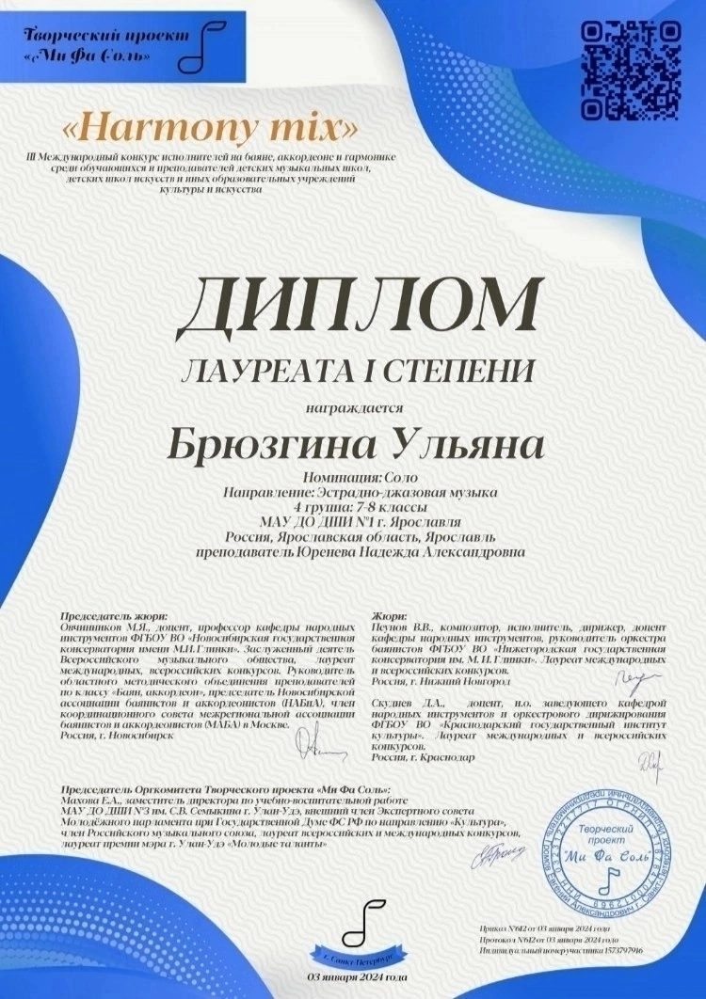 Творческий проект
«Ми Фа Соль»
«Harmony mix»
III Международный конкурс исполнителей на баяне, аккордеоне и гармонике
среди обучающихся и преподавателей детских музыкальных школ,
детских школ искусств и иных образовательных учреждений
культуры и искусства
ДИПЛОМ
ЛАУРЕАТА I СТЕПЕНИ
награждается
Брюзгина Ульяна
Номинация: Соло
Направление: Эстрадно-джазовая музыка
4 группа: 7-8 классы
МАУ ДО ДШИ №1 г. Ярославля
Россия, Ярославская область, Ярославль
преподаватель Юренева Надежда Александровна
Председатель жюри:
Овчинников М.Я., доцент, профессор кафедры народных
инструментов ФГБОУ ВО «Новосибирская государственная
консерватория имени М.И.Глинки». Заслуженный деятель
Всероссийского музыкального общества, лауреат
международных, всероссийских конкурсов. Руководитель
областного методического объединения преподавателей
по классу «Баян, аккордеон», председатель Новосибирской
ассоциации баянистов и аккордеонистов (НАБиА), член
координационного совета межрегиональной ассоциации
баянистов и аккордеонистов (МАБА) в Москве.
Россия, г. Новосибирск
Жюри:
Пеунов В.В., композитор, исполнитель, дирижер, доцент
кафедры народных инструментов, руководитель оркестра
баянистов ФГБОУ ВО «Нижегородская государственная
консерватория им. М. И. Глинки». Лауреат международных
и всероссийских конкурсов.
Россия, г. Нижний Новгород
Скуднев Д.А., доцент, и.о. заведующего кафедрой
народных инструментов и оркестрового дирижирования
ФГБОУ ВО «Краснодарский государственный институт
культуры». Лауреат международных и всероссийских
конкурсов.
Россия, г. Краснодар
Председатель Оргкомитета Творческого проекта «Ми Фа Соль»:
Махова Е.А., заместитель директора по учебно-воспитательной работе
МАУ ДО ДШИ №3 им. С.В. Семыкина г. Улан-Удэ, внешний член Экспертного совета
Молодёжного парламента при Государственной Думе ФС РФ по направлению «Культура»,
член Российского музыкального союза, лауреат всероссийских и международных конкурсов,
лауреат премии мэра г. Улан-Удэ «Молодые таланты»
Творческий
проект
"Ми Фа Соль"
г. Санкт Петербург
03 января 2024 года
Приказ №612 от 03 января 2024 года
Протокол №612 от 03 января 2024 года
Индивидуальный номер участника 1573797916